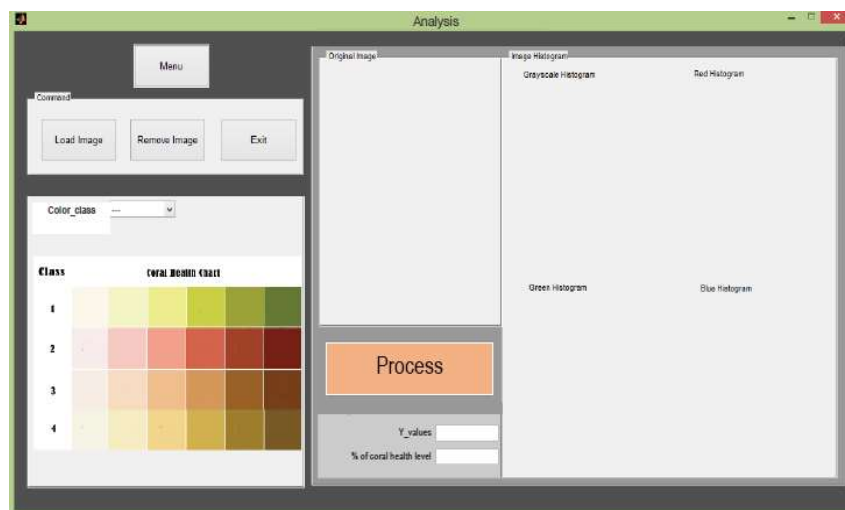 Analysis
Menu
Command
Load Image
Remove Image
Exit
Color_class
---
Class
Coral Health Chart
1
2
3
4
Original Image
Process
Y_values
% of coral health level
Image Histogram
Grayscale Histogram
Red Histogram
Green Histogram
Blue Histogram